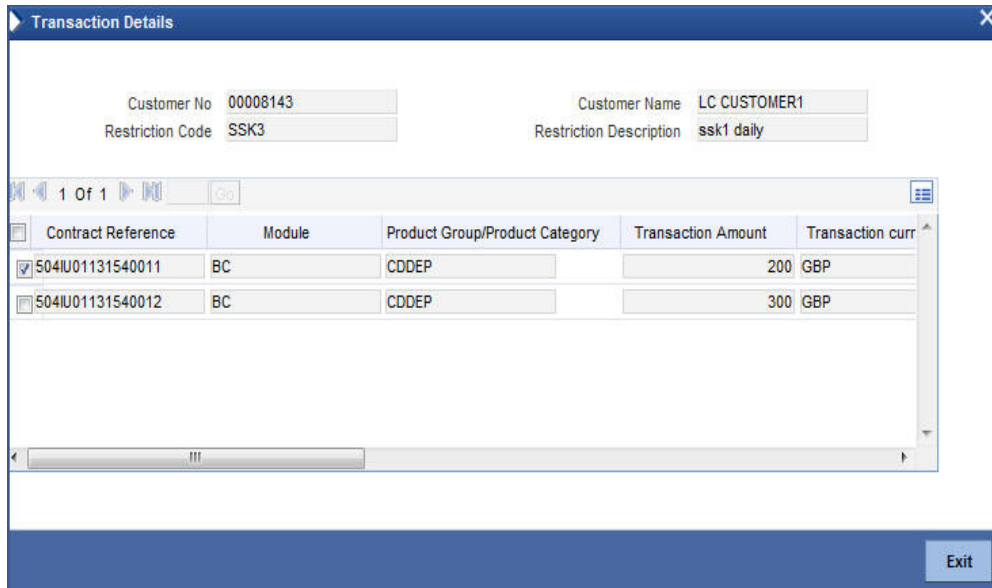 Transaction Details
Customer No 00008143 Customer Name LC CUSTOMER1
Restriction Code SSK3 Restriction Description ssk1 daily
1 Of 1 Go
Contract Reference Module Product Group/Product Category Transaction Amount Transaction curr
504IU01131540011 BC CDDEP 200 GBP
504IU01131540012 BC CDDEP 300 GBP
Exit